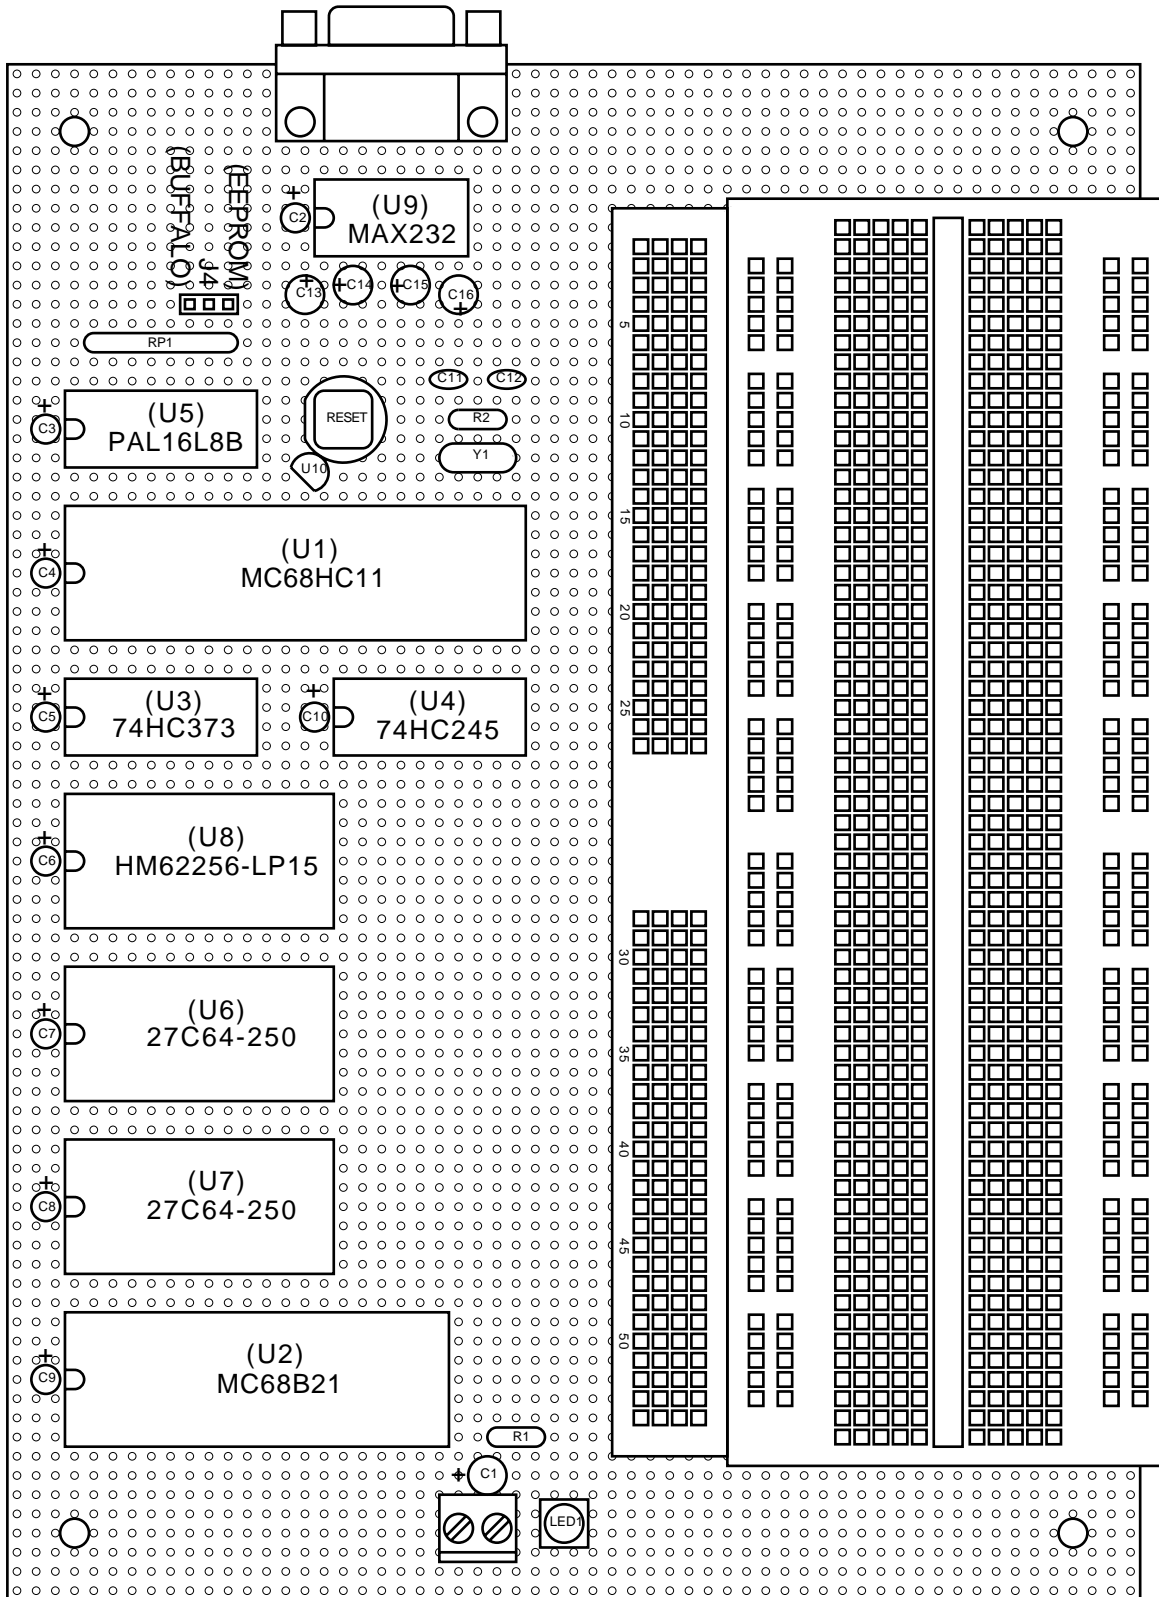 (EEPROM)
J4
(BUFFALO)
+
C2
(U9)
MAX232
+
C13
+
C14
+
C15
C16
+
RP1
C11
C12
+
C3
(U5)
PAL16L8B
RESET
R2
U10
Y1
+
C4
(U1)
MC68HC11
+
C5
(U3)
74HC373
+
C10
(U4)
74HC245
+
C6
(U8)
HM62256-LP15
+
C7
(U6)
27C64-250
+
C8
(U7)
27C64-250
+
C9
(U2)
MC68B21
R1
+
C1
LED1
5
10
15
20
25
30
35
40
45
50